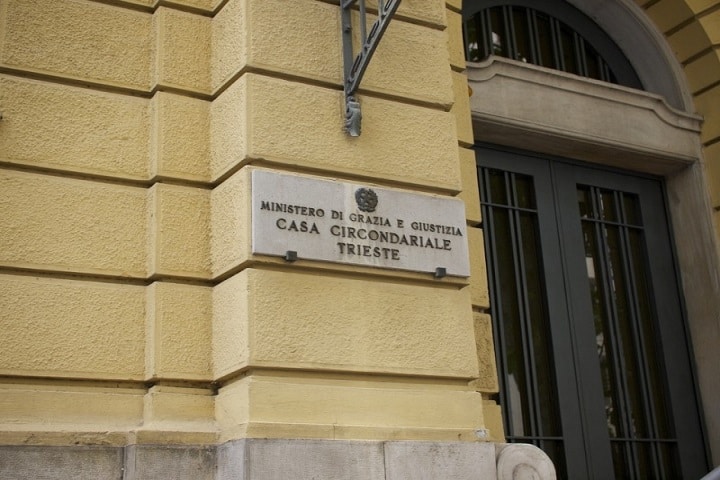 MINISTERO DI GRAZIA E GIUSTIZIA
CASA CIRCONDARIALE
TRIESTE